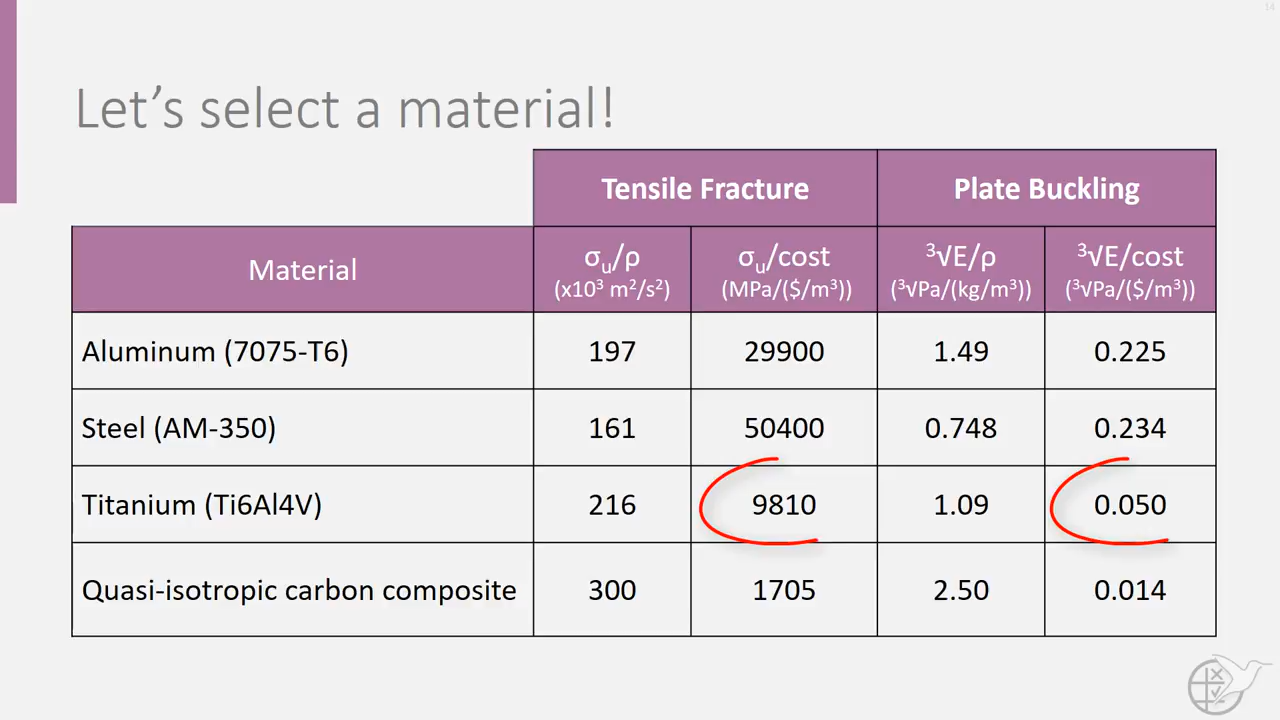 14
Let's select a material!
Tensile Fracture
Plate Buckling
Material
σᵤ/ρ
(x10³ m²/s²)
σᵤ/cost
(MPa/($/m³))
³√E/ρ
(³√Pa/(kg/m³))
³√E/cost
(³√Pa/($/m³))
Aluminum (7075-T6)
197
29900
1.49
0.225
Steel (AM-350)
161
50400
0.748
0.234
Titanium (Ti6Al4V)
216
9810
1.09
0.050
Quasi-isotropic carbon composite
300
1705
2.50
0.014